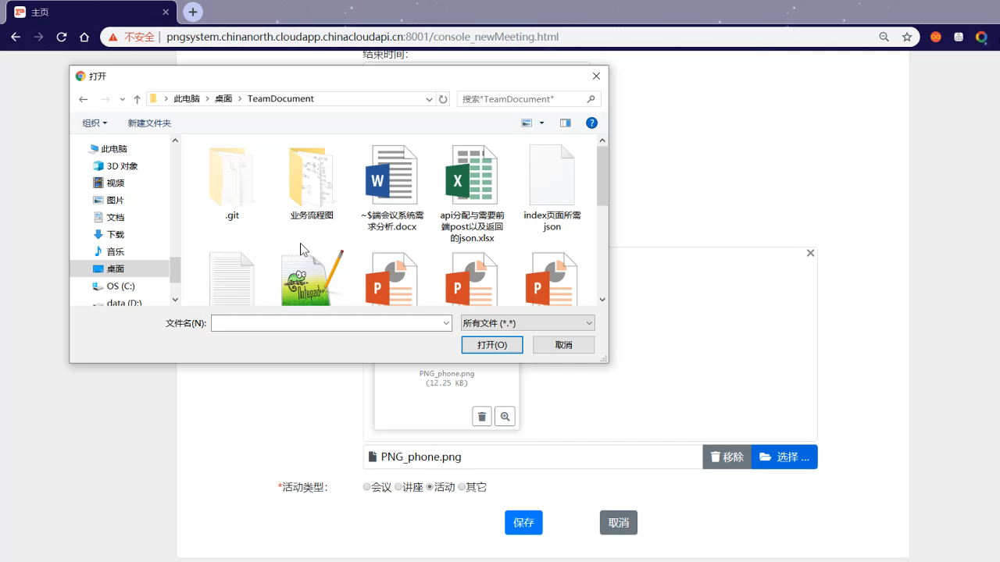 主页
不安全
pngsystem.chinanorth.cloudapp.chinacloudapi.cn:8001/console_newMeeting.html
结束时间:
打开
此电脑 > 桌面 > TeamDocument
搜索"TeamDocument"
组织
新建文件夹
此电脑
3D 对象
视频
图片
文档
下载
音乐
桌面
OS (C:)
data (D:)
.git
业务流程图
~$端会议系统需
求分析.docx
api分配与需要前
端post以及返回
的json.xlsx
index页面所需
json
Notepad++
文件名(N):
所有文件 (*.*)
打开(O)
取消
PNG_phone.png
(12.25 KB)
PNG_phone.png
移除
选择 ...
*活动类型：
会议 讲座 活动 其它
保存
取消